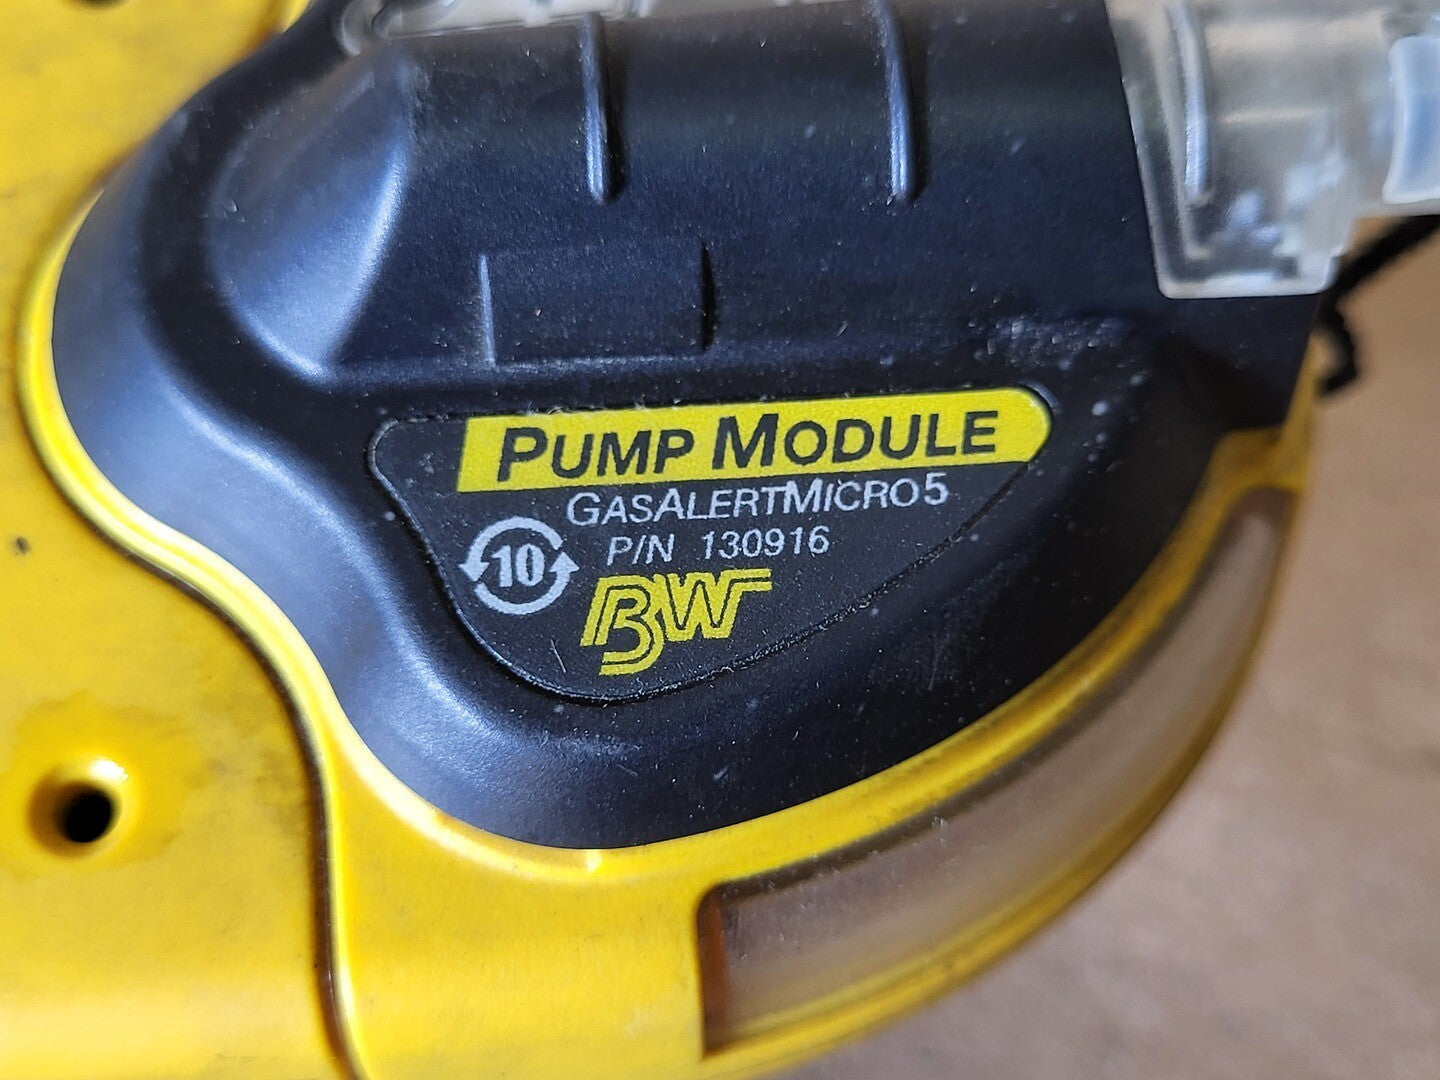 PUMP MODULE
GASALERTMICRO5
P/N 130916
10
BW